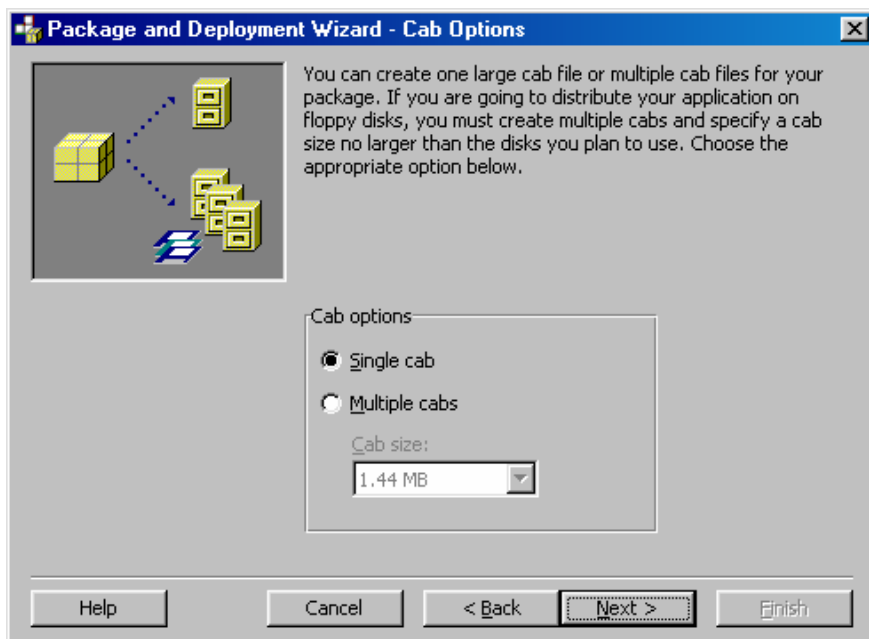 Package and Deployment Wizard - Cab Options
You can create one large cab file or multiple cab files for your
package. If you are going to distribute your application on
floppy disks, you must create multiple cabs and specify a cab
size no larger than the disks you plan to use. Choose the
appropriate option below.
Cab options
Single cab
Multiple cabs
Cab size:
1.44 MB
Help
Cancel
< Back
Next >
Finish